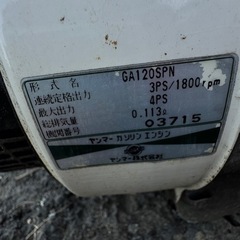 形式名 GA120SPN
連続定格出力 3PS/1800rpm
最大出力 4PS
総排気量 0.113ℓ
機関番号 03715
ヤンマー ガソリン エンジン
ヤンマー株式会社